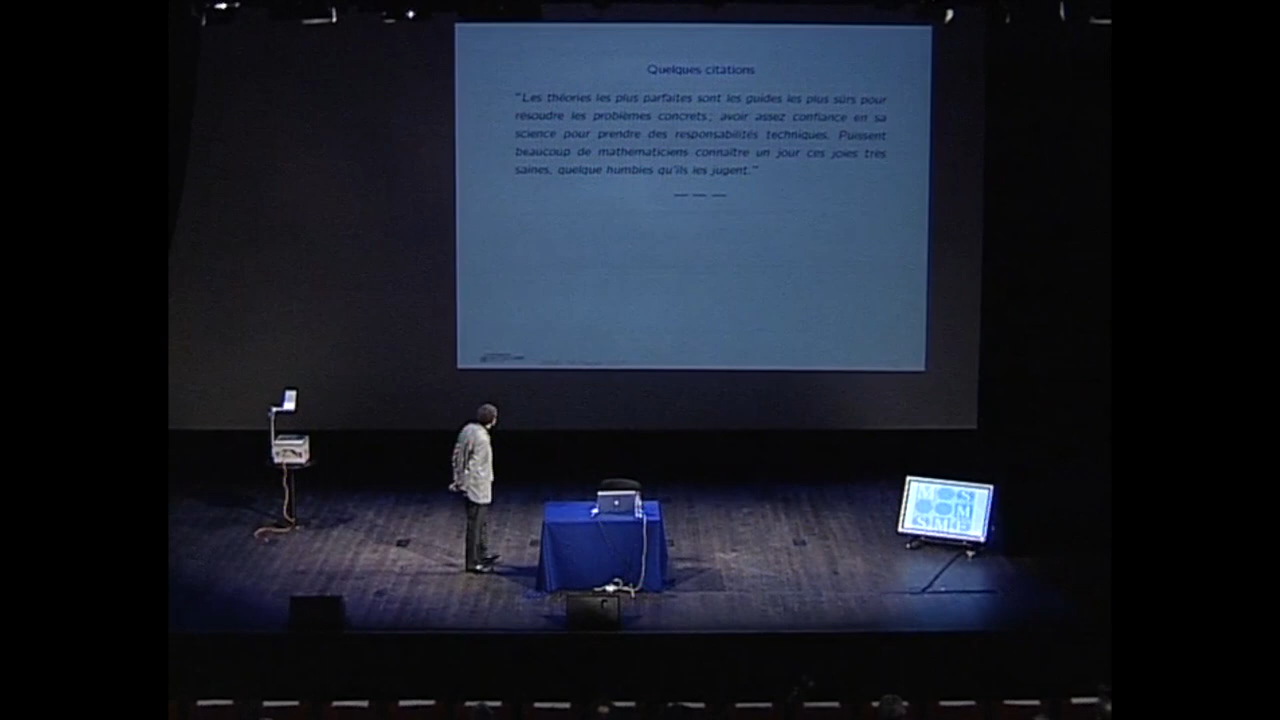 Quelques citations
"Les théories les plus parfaites sont les guides les plus sûrs pour
résoudre les problèmes concrets; avoir assez confiance en sa
science pour prendre des responsabilités techniques. Puissent
beaucoup de mathématiciens connaître un jour ces joies très
saines, quelque humbles qu'ils les jugent."
M S
M
SM